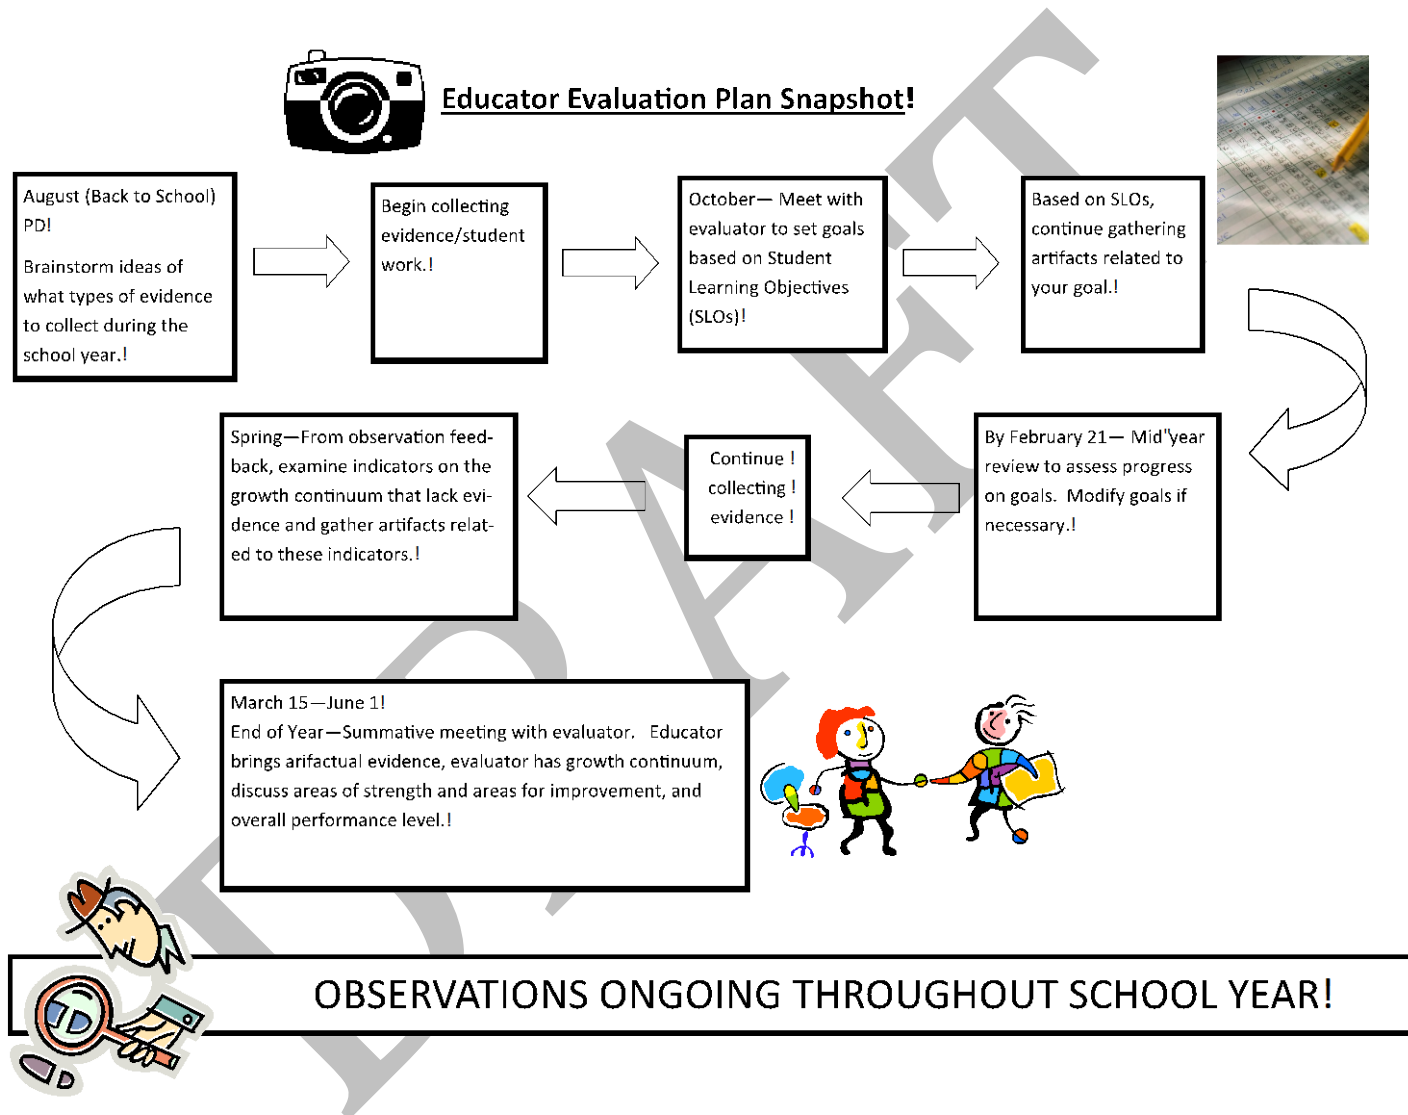 Educator Evaluation Plan Snapshot!
August (Back to School)
PD!
Brainstorm ideas of
what types of evidence
to collect during the
school year.!
Begin collecting
evidence/student
work.!
October— Meet with
evaluator to set goals
based on Student
Learning Objectives
(SLOs)!
Based on SLOs,
continue gathering
artifacts related to
your goal.!
By February 21— Mid"year
review to assess progress
on goals.  Modify goals if
necessary.!
Continue !
collecting !
evidence !
Spring—From observation feed-
back, examine indicators on the
growth continuum that lack evi-
dence and gather artifacts relat-
ed to these indicators.!
March 15—June 1!
End of Year—Summative meeting with evaluator.   Educator
brings arifactual evidence, evaluator has growth continuum,
discuss areas of strength and areas for improvement, and
overall performance level.!
OBSERVATIONS ONGOING THROUGHOUT SCHOOL YEAR!
DRAFT